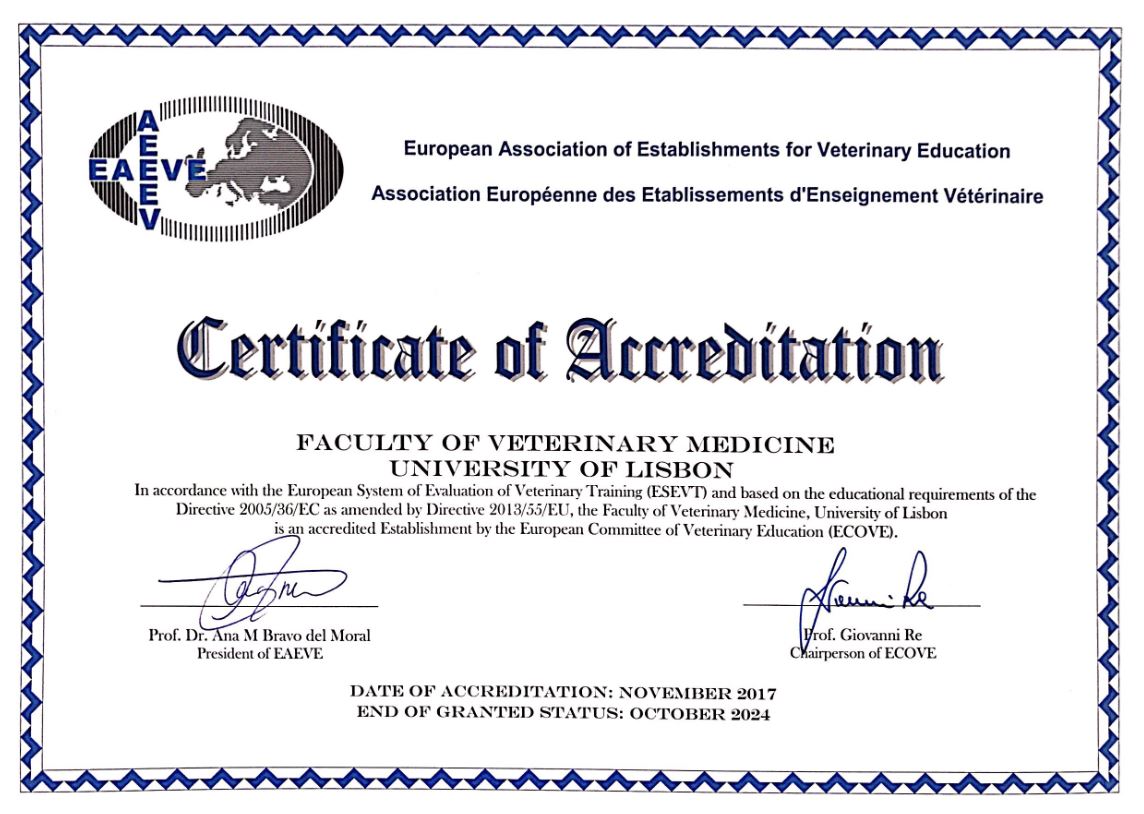 EAEVE
AEEEV
European Association of Establishments for Veterinary Education
Association Européenne des Etablissements d'Enseignement Vétérinaire
Certificate of Accreditation
FACULTY OF VETERINARY MEDICINE
UNIVERSITY OF LISBON
In accordance with the European System of Evaluation of Veterinary Training (ESEVT) and based on the educational requirements of the
Directive 2005/36/EC as amended by Directive 2013/55/EU, the Faculty of Veterinary Medicine, University of Lisbon
is an accredited Establishment by the European Committee of Veterinary Education (ECOVE).
Prof. Dr. Ana M Bravo del Moral
President of EAEVE
Prof. Giovanni Re
Chairperson of ECOVE
DATE OF ACCREDITATION: NOVEMBER 2017
END OF GRANTED STATUS: OCTOBER 2024